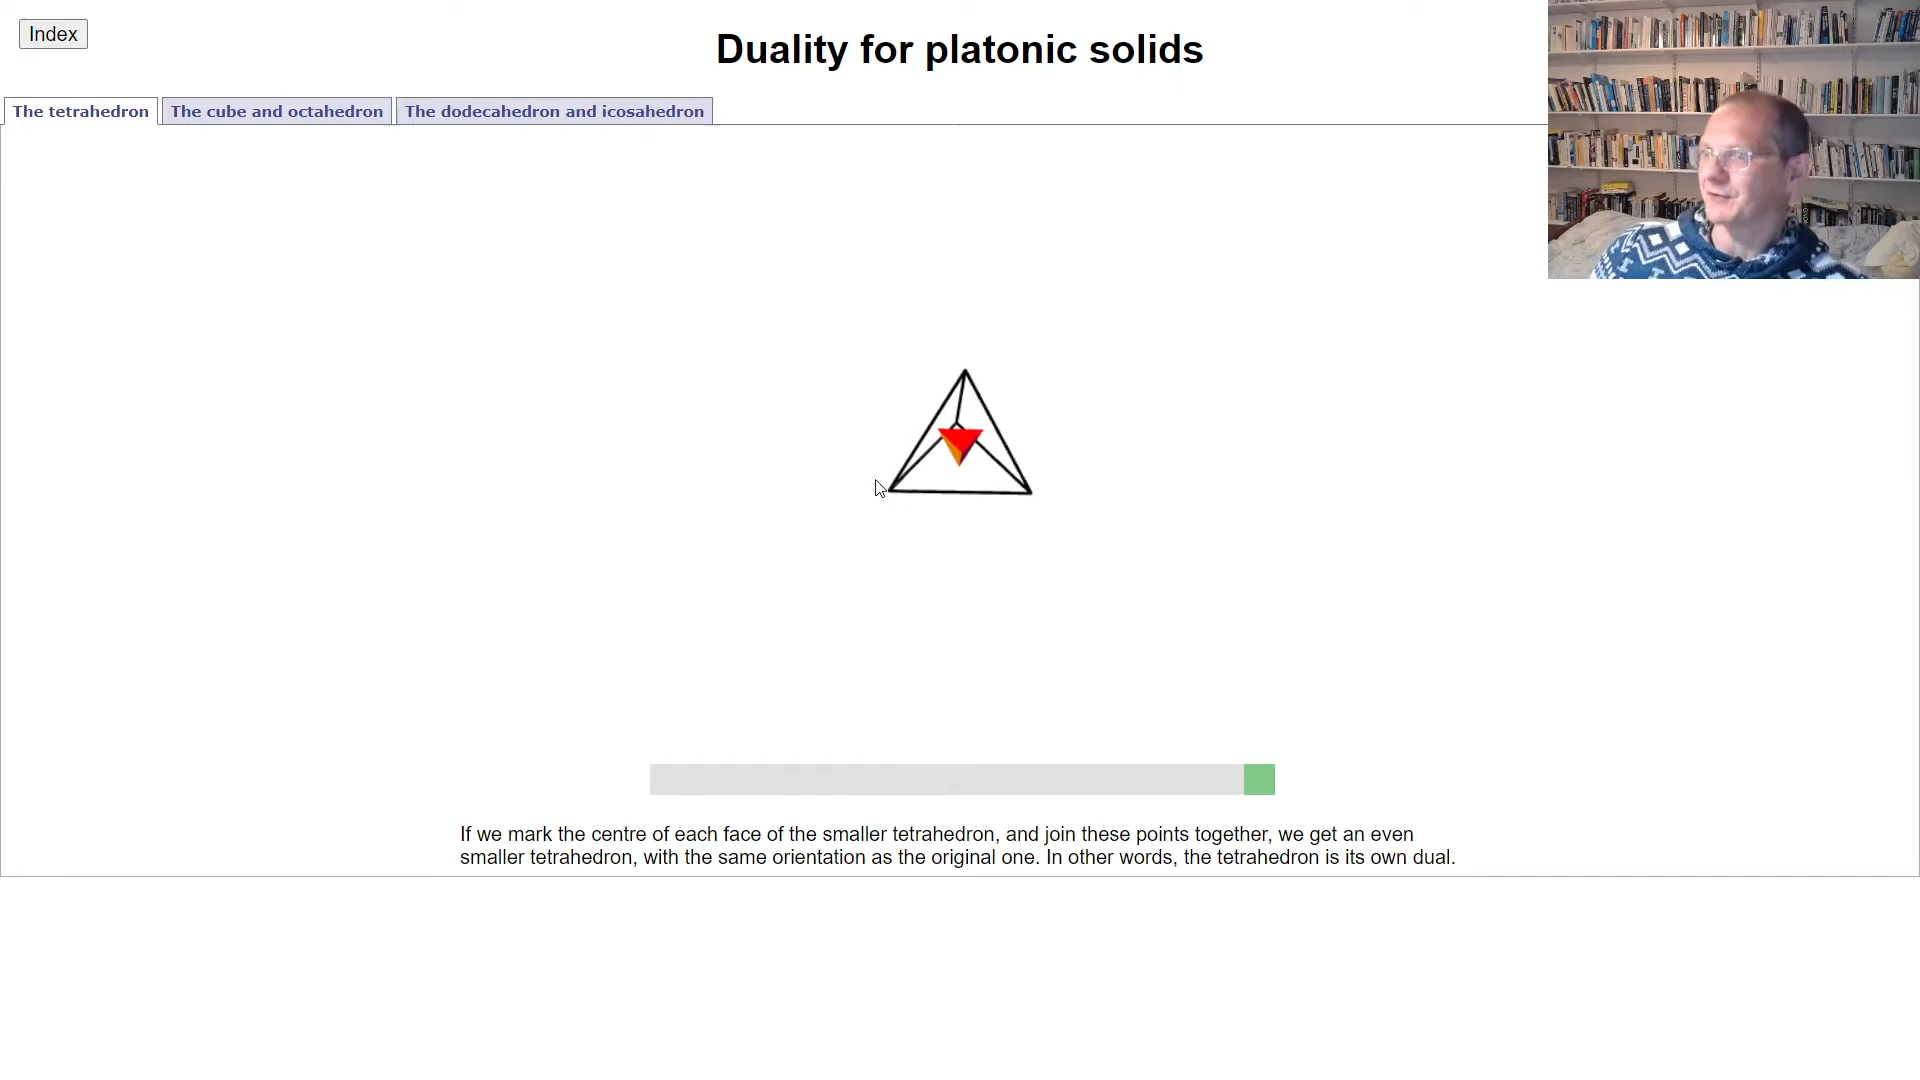 Index
Duality for platonic solids
The tetrahedron
The cube and octahedron
The dodecahedron and icosahedron
If we mark the centre of each face of the smaller tetrahedron, and join these points together, we get an even
smaller tetrahedron, with the same orientation as the original one. In other words, the tetrahedron is its own dual.